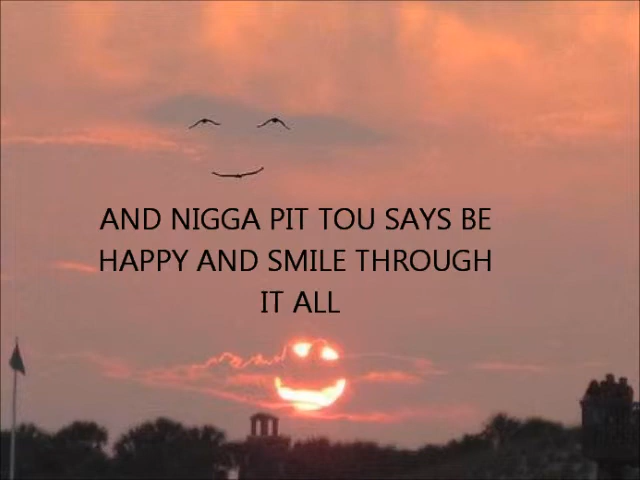 AND NIGGA PIT TOU SAYS BE
HAPPY AND SMILE THROUGH
IT ALL